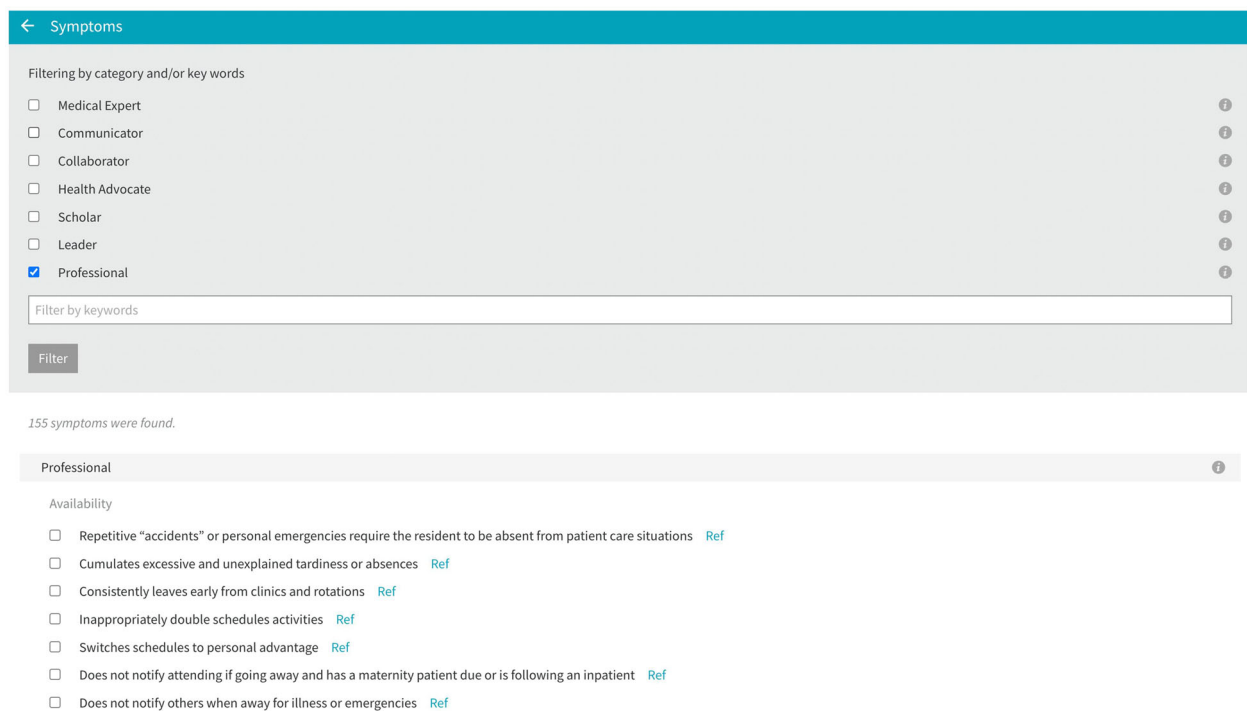 Symptoms
Filtering by category and/or key words
Medical Expert
Communicator
Collaborator
Health Advocate
Scholar
Leader
Professional
Filter by keywords
Filter
155 symptoms were found.
Professional
Availability
Repetitive “accidents” or personal emergencies require the resident to be absent from patient care situations Ref
Cumulates excessive and unexplained tardiness or absences Ref
Consistently leaves early from clinics and rotations Ref
Inappropriately double schedules activities Ref
Switches schedules to personal advantage Ref
Does not notify attending if going away and has a maternity patient due or is following an inpatient Ref
Does not notify others when away for illness or emergencies Ref